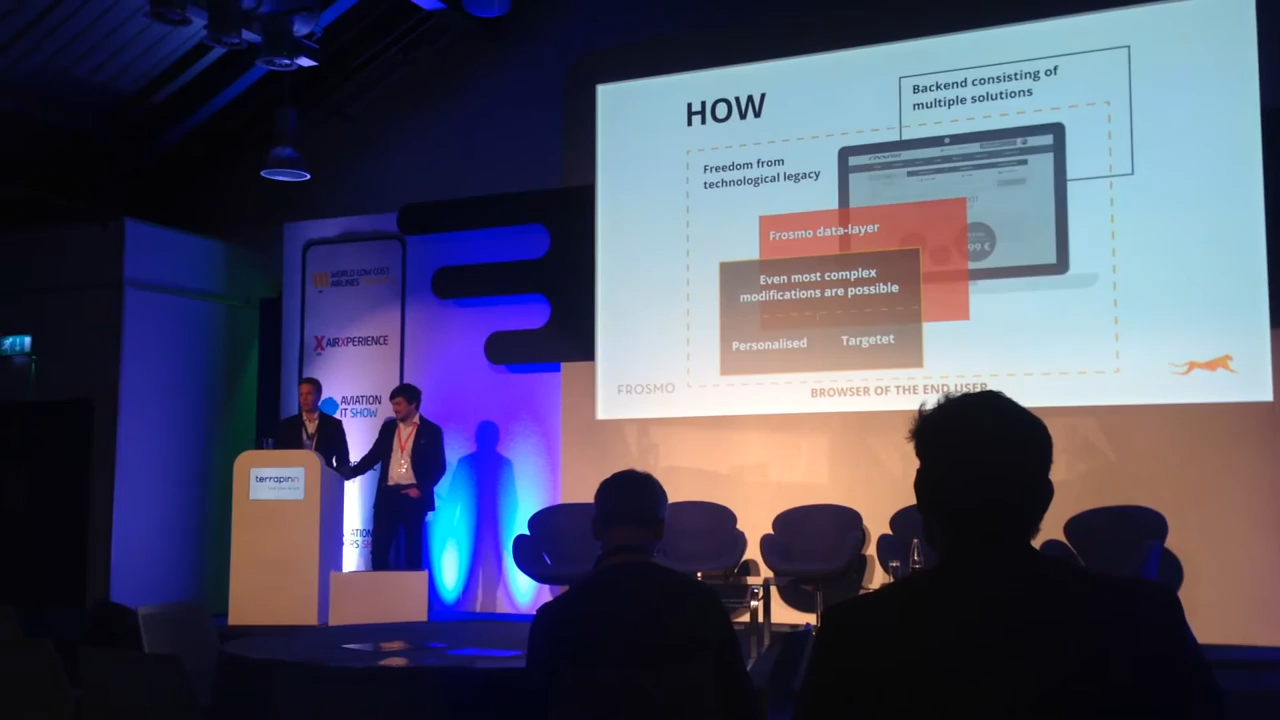 HOW
Backend consisting of
multiple solutions
Freedom from
technological legacy
Frosmo data-layer
99 €
Even most complex
modifications are possible
Personalised
Targetet
FROSMO
BROWSER OF THE END USER
WORLD LOW COST
AIRLINES
AIRXPERIENCE
AVIATION
IT SHOW
terrapinn